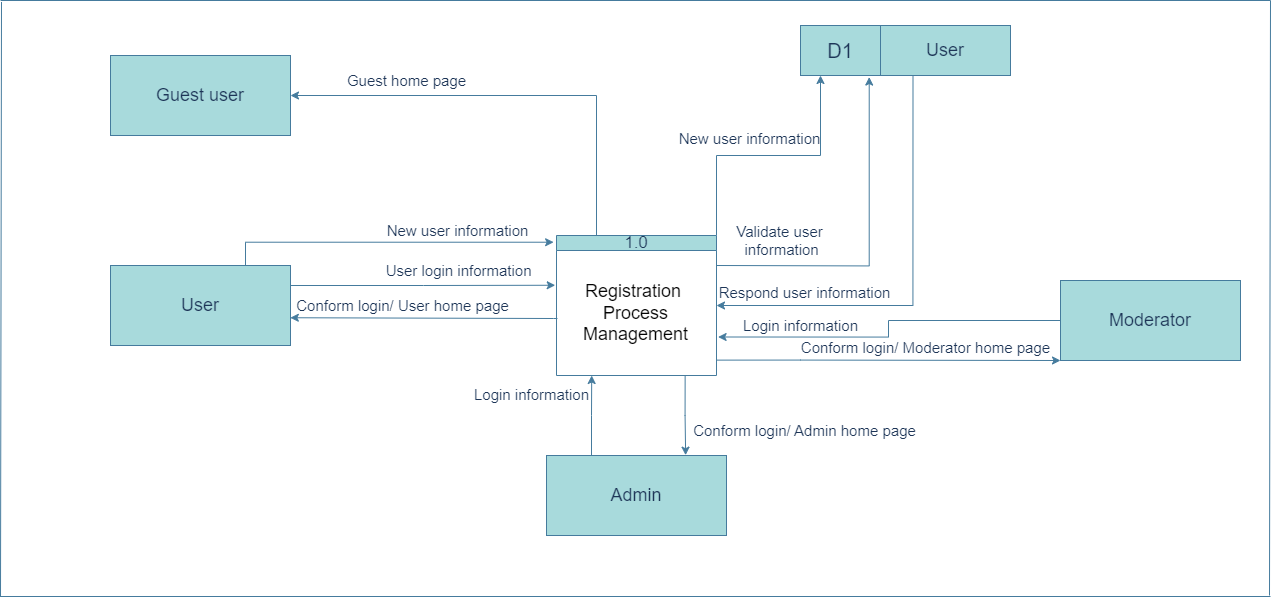 D1
User
Guest user
Guest home page
New user information
New user information
Validate user
information
1.0
User login information
Registration
Process
Management
Respond user information
User
Conform login/ User home page
Login information
Moderator
Conform login/ Moderator home page
Login information
Conform login/ Admin home page
Admin